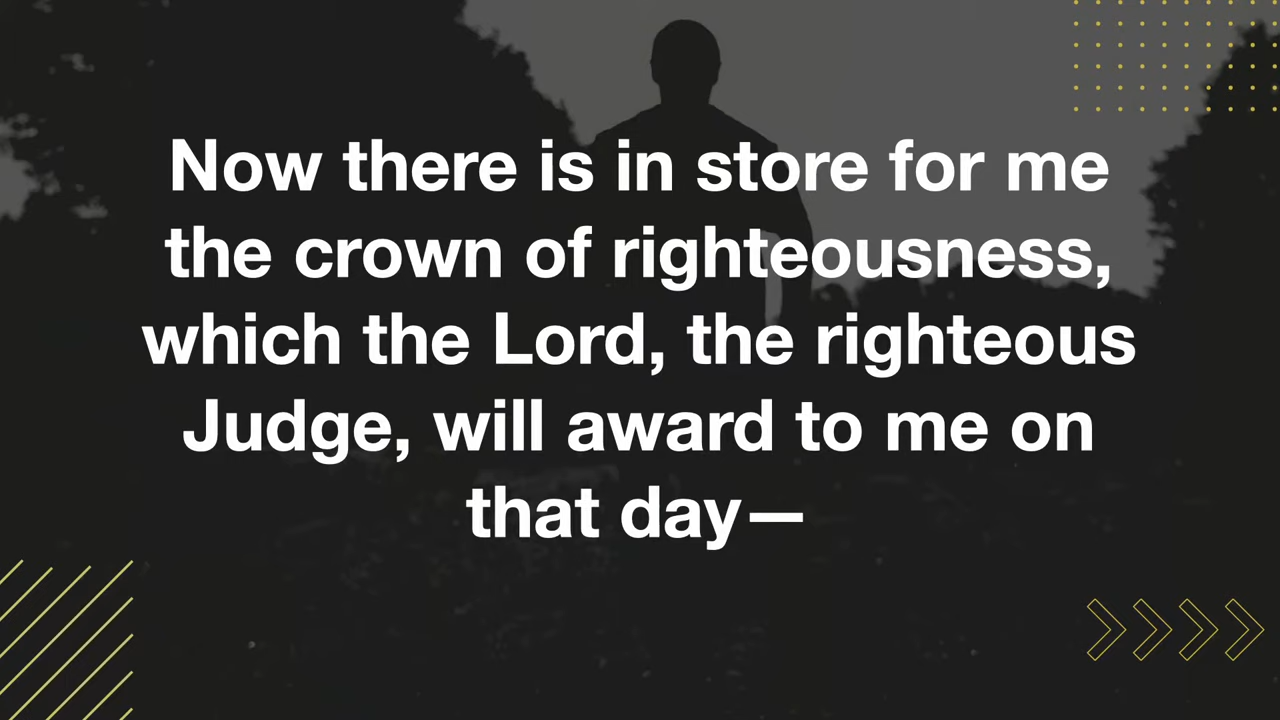 Now there is in store for me
the crown of righteousness,
which the Lord, the righteous
Judge, will award to me on
that day—